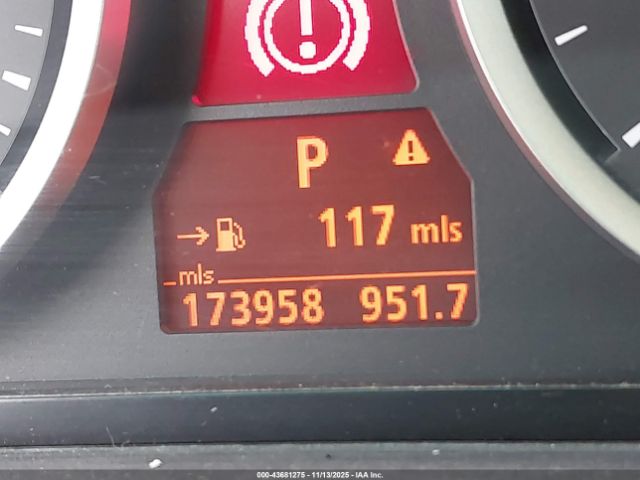 P
117 mls
mls
173958 951.7
000-43681275 - 11/13/2025 - IAA Inc.